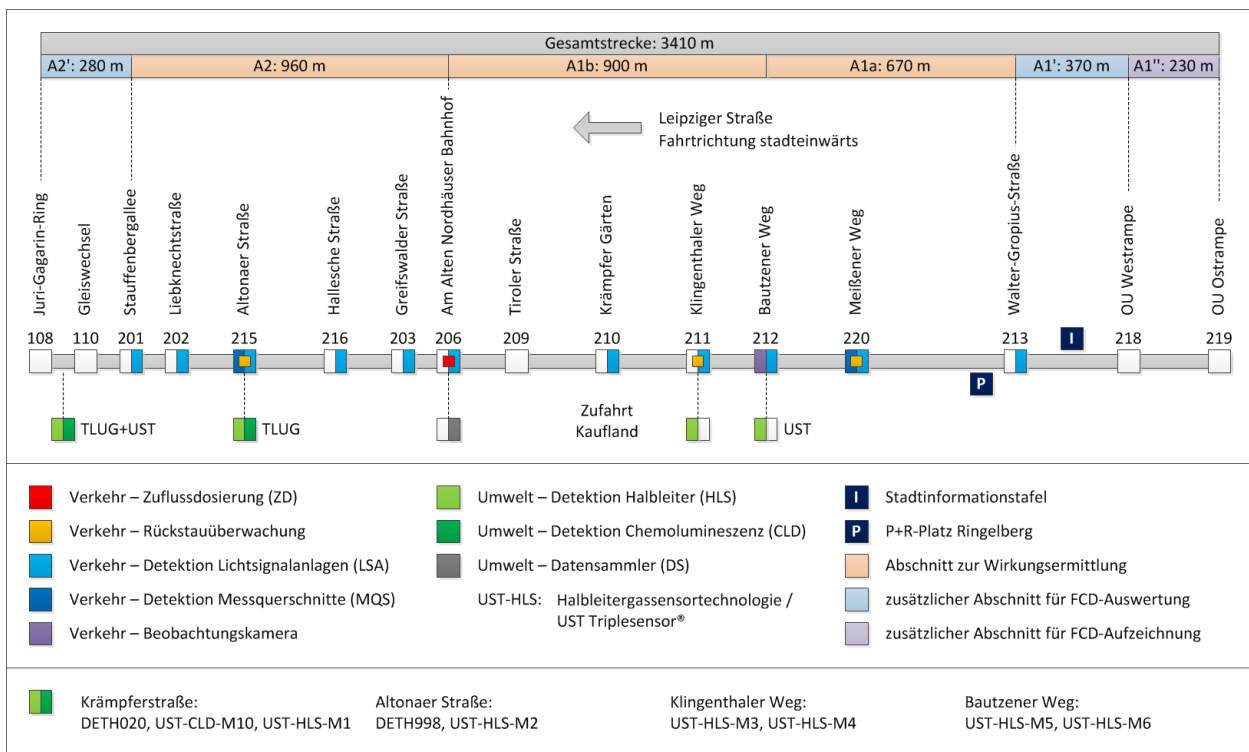 Gesamtstrecke: 3410 m
A2': 280 m
A2: 960 m
A1b: 900 m
A1a: 670 m
A1': 370 m
A1'': 230 m
Leipziger Straße
Fahrtrichtung stadteinwärts
Juri-Gagarin-Ring
Gleiswechsel
Stauffenbergallee
Liebknechtstraße
Altonaer Straße
Hallesche Straße
Greifswalder Straße
Am Alten Nordhäuser Bahnhof
Tiroler Straße
Krämpfer Gärten
Klingenthaler Weg
Bautzener Weg
Meißener Weg
Walter-Gropius-Straße
OU Westrampe
OU Ostrampe
108
110
201
202
215
216
203
206
209
210
211
212
220
213
218
219
I
P
TLUG+UST
TLUG
Zufahrt
Kaufland
UST
Verkehr – Zuflussdosierung (ZD)
Verkehr – Rückstauüberwachung
Verkehr – Detektion Lichtsignalanlagen (LSA)
Verkehr – Detektion Messquerschnitte (MQS)
Verkehr – Beobachtungskamera
Umwelt – Detektion Halbleiter (HLS)
Umwelt – Detektion Chemolumineszenz (CLD)
Umwelt – Datensammler (DS)
UST-HLS: Halbleitergassensortechnologie /
UST Triplesensor®
I Stadtinformationstafel
P P+R-Platz Ringelberg
Abschnitt zur Wirkungsermittlung
zusätzlicher Abschnitt für FCD-Auswertung
zusätzlicher Abschnitt für FCD-Aufzeichnung
Krämpferstraße:
DETH020, UST-CLD-M10, UST-HLS-M1
Altonaer Straße:
DETH998, UST-HLS-M2
Klingenthaler Weg:
UST-HLS-M3, UST-HLS-M4
Bautzener Weg:
UST-HLS-M5, UST-HLS-M6